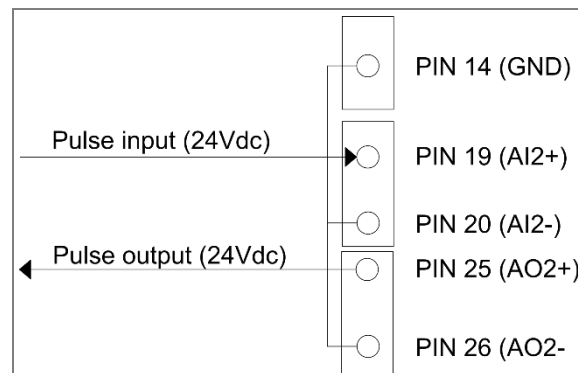 PIN 14 (GND)
Pulse input (24Vdc)
PIN 19 (AI2+)
PIN 20 (AI2-)
Pulse output (24Vdc)
PIN 25 (AO2+)
PIN 26 (AO2-